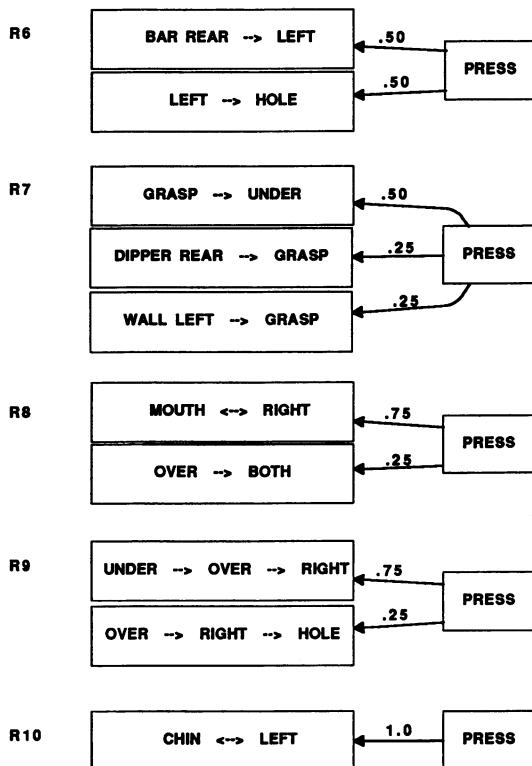 R6
BAR REAR --> LEFT
.50
PRESS
LEFT --> HOLE
.50
R7
GRASP --> UNDER
.50
DIPPER REAR --> GRASP
.25
PRESS
WALL LEFT --> GRASP
.25
R8
MOUTH <--> RIGHT
.75
PRESS
OVER --> BOTH
.25
R9
UNDER --> OVER --> RIGHT
.75
PRESS
OVER --> RIGHT --> HOLE
.25
R10
CHIN <--> LEFT
1.0
PRESS